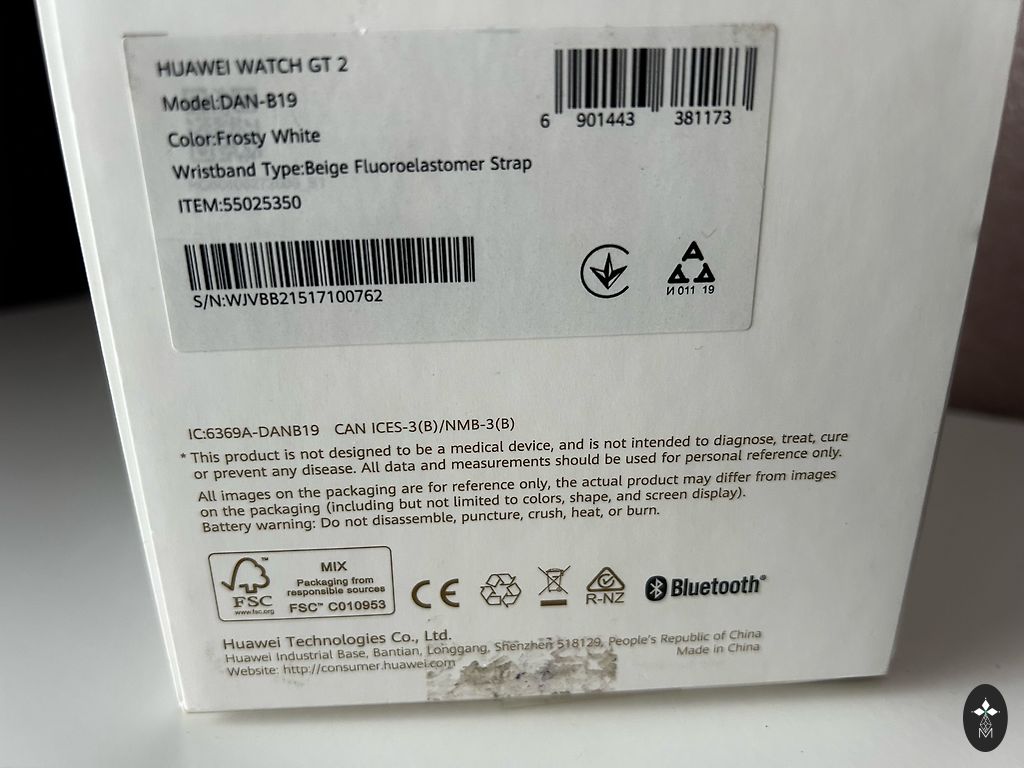 HUAWEI WATCH GT 2
Model:DAN-B19
Color:Frosty White
Wristband Type:Beige Fluoroelastomer Strap
ITEM:55025350
6 901443 381173
S/N:WJVBB21517100762
И 011 19
IC:6369A-DANB19 CAN ICES-3(B)/NMB-3(B)
* This product is not designed to be a medical device, and is not intended to diagnose, treat, cure
or prevent any disease. All data and measurements should be used for personal reference only.
All images on the packaging are for reference only, the actual product may differ from images
on the packaging (including but not limited to colors, shape, and screen display).
Battery warning: Do not disassemble, puncture, crush, heat, or burn.
FSC
www.fsc.org
MIX
Packaging from
responsible sources
FSC™ C010953
CE
R-NZ
Bluetooth®
Huawei Technologies Co., Ltd.
Huawei Industrial Base, Bantian, Longgang, Shenzhen 518129, People's Republic of China
Made in China
Website: http://consumer.huawei.com
M